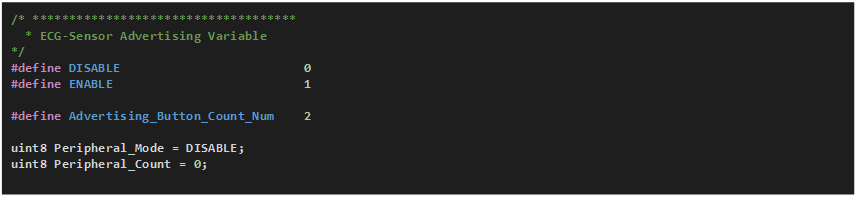 /* ************************************
* ECG-Sensor Advertising Variable
*/
#define DISABLE 0
#define ENABLE 1
#define Advertising_Button_Count_Num 2
uint8 Peripheral_Mode = DISABLE;
uint8 Peripheral_Count = 0;